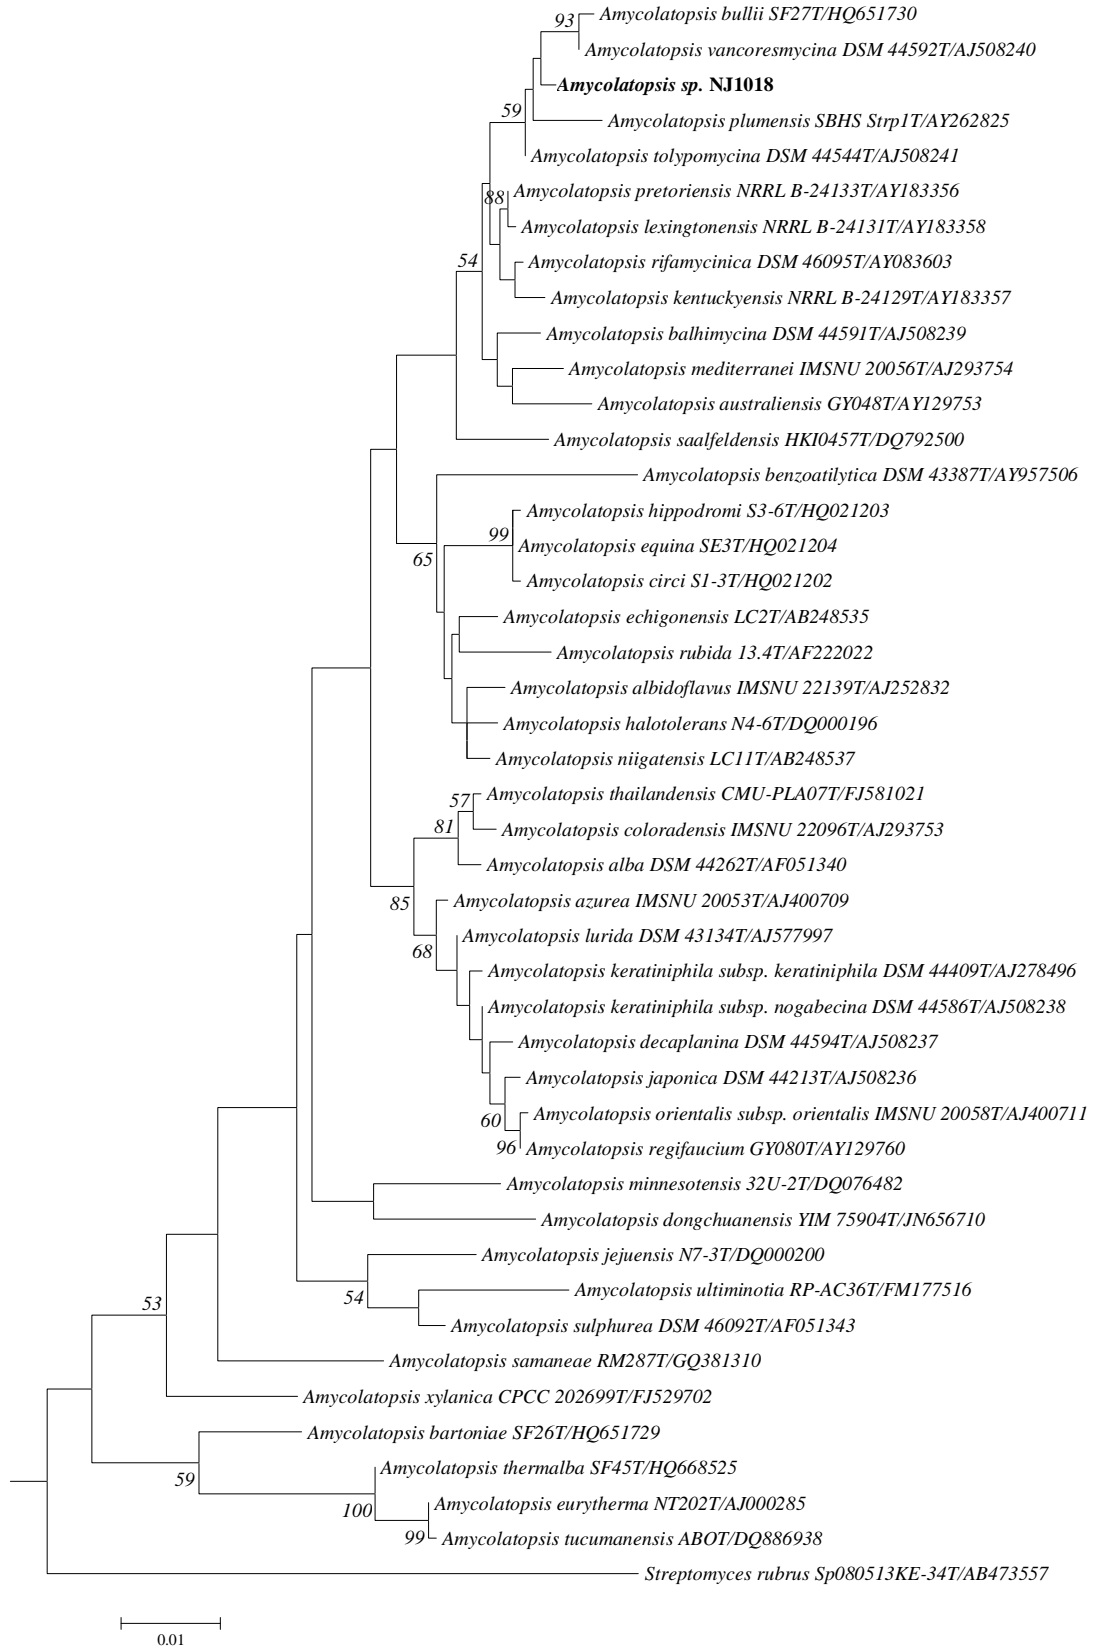 93
Amycolatopsis bullii SF27T/HQ651730
Amycolatopsis vancoresmycina DSM 44592T/AJ508240
Amycolatopsis sp. NJ1018
59
Amycolatopsis plumensis SBHS Strp1T/AY262825
Amycolatopsis tolypomycina DSM 44544T/AJ508241
88
Amycolatopsis pretoriensis NRRL B-24133T/AY183356
Amycolatopsis lexingtonensis NRRL B-24131T/AY183358
54
Amycolatopsis rifamycinica DSM 46095T/AY083603
Amycolatopsis kentuckyensis NRRL B-24129T/AY183357
Amycolatopsis balhimycina DSM 44591T/AJ508239
Amycolatopsis mediterranei IMSNU 20056T/AJ293754
Amycolatopsis australiensis GY048T/AY129753
Amycolatopsis saalfeldensis HKI0457T/DQ792500
Amycolatopsis benzoatilytica DSM 43387T/AY957506
Amycolatopsis hippodromi S3-6T/HQ021203
99
Amycolatopsis equina SE3T/HQ021204
65
Amycolatopsis circi S1-3T/HQ021202
Amycolatopsis echigonensis LC2T/AB248535
Amycolatopsis rubida 13.4T/AF222022
Amycolatopsis albidoflavus IMSNU 22139T/AJ252832
Amycolatopsis halotolerans N4-6T/DQ000196
Amycolatopsis niigatensis LC11T/AB248537
57
Amycolatopsis thailandensis CMU-PLA07T/FJ581021
81
Amycolatopsis coloradensis IMSNU 22096T/AJ293753
Amycolatopsis alba DSM 44262T/AF051340
85
Amycolatopsis azurea IMSNU 20053T/AJ400709
68
Amycolatopsis lurida DSM 43134T/AJ577997
Amycolatopsis keratiniphila subsp. keratiniphila DSM 44409T/AJ278496
Amycolatopsis keratiniphila subsp. nogabecina DSM 44586T/AJ508238
Amycolatopsis decaplanina DSM 44594T/AJ508237
Amycolatopsis japonica DSM 44213T/AJ508236
60
Amycolatopsis orientalis subsp. orientalis IMSNU 20058T/AJ400711
96
Amycolatopsis regifaucium GY080T/AY129760
Amycolatopsis minnesotensis 32U-2T/DQ076482
Amycolatopsis dongchuanensis YIM 75904T/JN656710
Amycolatopsis jejuensis N7-3T/DQ000200
54
Amycolatopsis ultiminotia RP-AC36T/FM177516
53
Amycolatopsis sulphurea DSM 46092T/AF051343
Amycolatopsis samaneae RM287T/GQ381310
Amycolatopsis xylanica CPCC 202699T/FJ529702
Amycolatopsis bartoniae SF26T/HQ651729
59
Amycolatopsis thermalba SF45T/HQ668525
100
Amycolatopsis eurytherma NT202T/AJ000285
99
Amycolatopsis tucumanensis ABOT/DQ886938
Streptomyces rubrus Sp080513KE-34T/AB473557
0.01